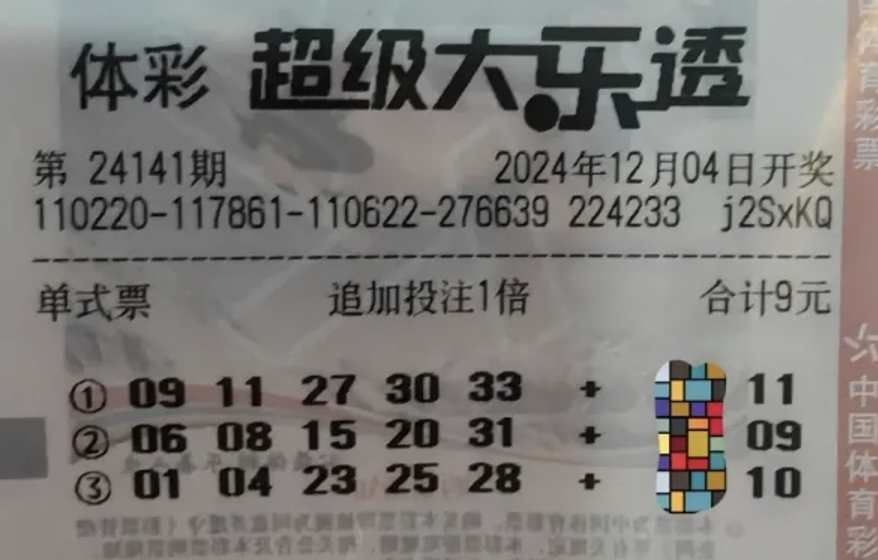 体彩 超级大乐透
第 24141期 2024年12月04日开奖
110220-117861-110622-276639 224233 j2SxKQ
单式票 追加投注1倍 合计9元
① 09 11 27 30 33 + 11
② 06 08 15 20 31 + 09
③ 01 04 23 25 28 + 10
国体育彩票
中国体育彩